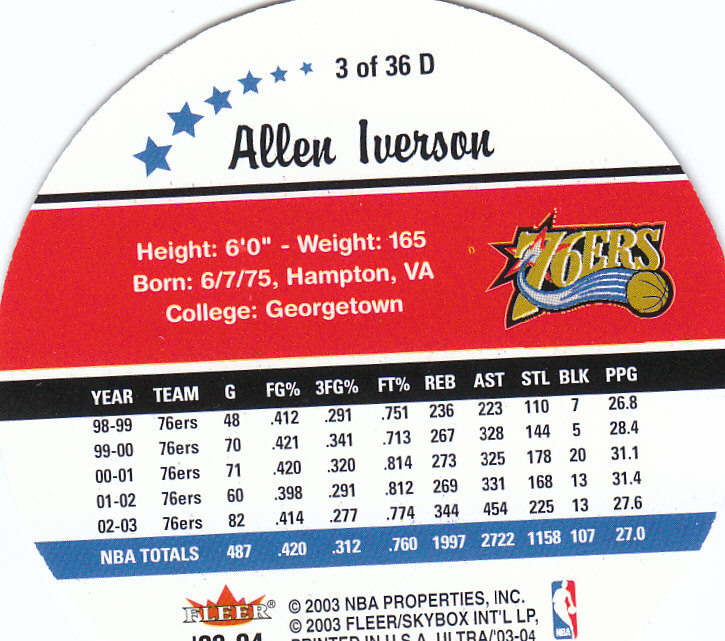 3 of 36 D
Allen Iverson
Height: 6'0" - Weight: 165
Born: 6/7/75, Hampton, VA
College: Georgetown
76ERS
YEAR TEAM G FG% 3FG% FT% REB AST STL BLK PPG
98-99 76ers 48 .412 .291 .751 236 223 110 7 26.8
99-00 76ers 70 .421 .341 .713 267 328 144 5 28.4
00-01 76ers 71 .420 .320 .814 273 325 178 20 31.1
01-02 76ers 60 .398 .291 .812 269 331 168 13 31.4
02-03 76ers 82 .414 .277 .774 344 454 225 13 27.6
NBA TOTALS 487 .420 .312 .760 1997 2722 1158 107 27.0
FLEER®
© 2003 NBA PROPERTIES, INC.
© 2003 FLEER/SKYBOX INT'L LP,
PRINTED IN U.S.A. ULTRA/'03-04
NBA